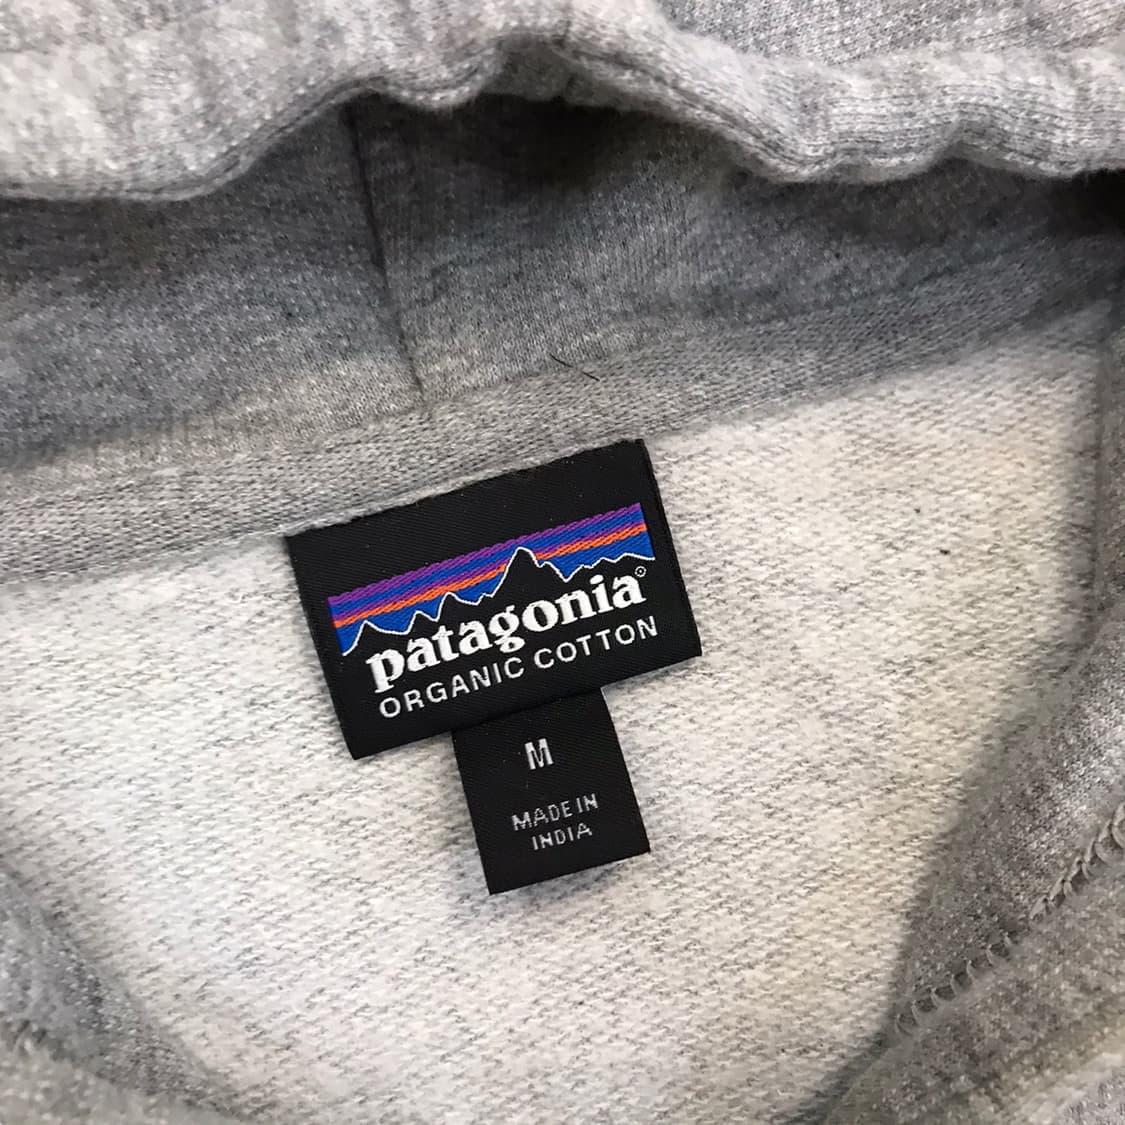 patagonia®
ORGANIC COTTON
M
MADE IN
INDIA